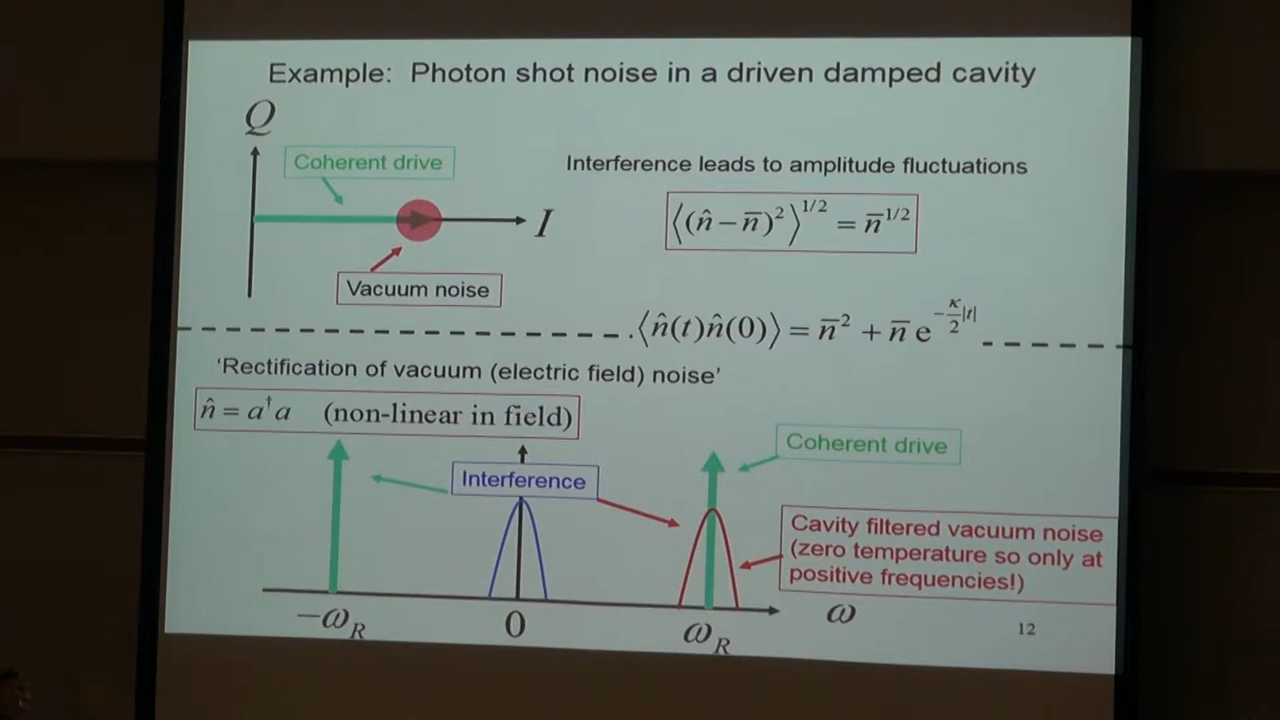 Example: Photon shot noise in a driven damped cavity
Q
Coherent drive
I
Vacuum noise
Interference leads to amplitude fluctuations
⟨(n̂ − n̄)²⟩^{1/2} = n̄^{1/2}
⟨n̂(t)n̂(0)⟩ = n̄² + n̄ e^{−κ/2|t|}
'Rectification of vacuum (electric field) noise'
n̂ = a†a (non-linear in field)
Interference
Coherent drive
Cavity filtered vacuum noise
(zero temperature so only at
positive frequencies!)
−ω_R
0
ω_R
ω
12